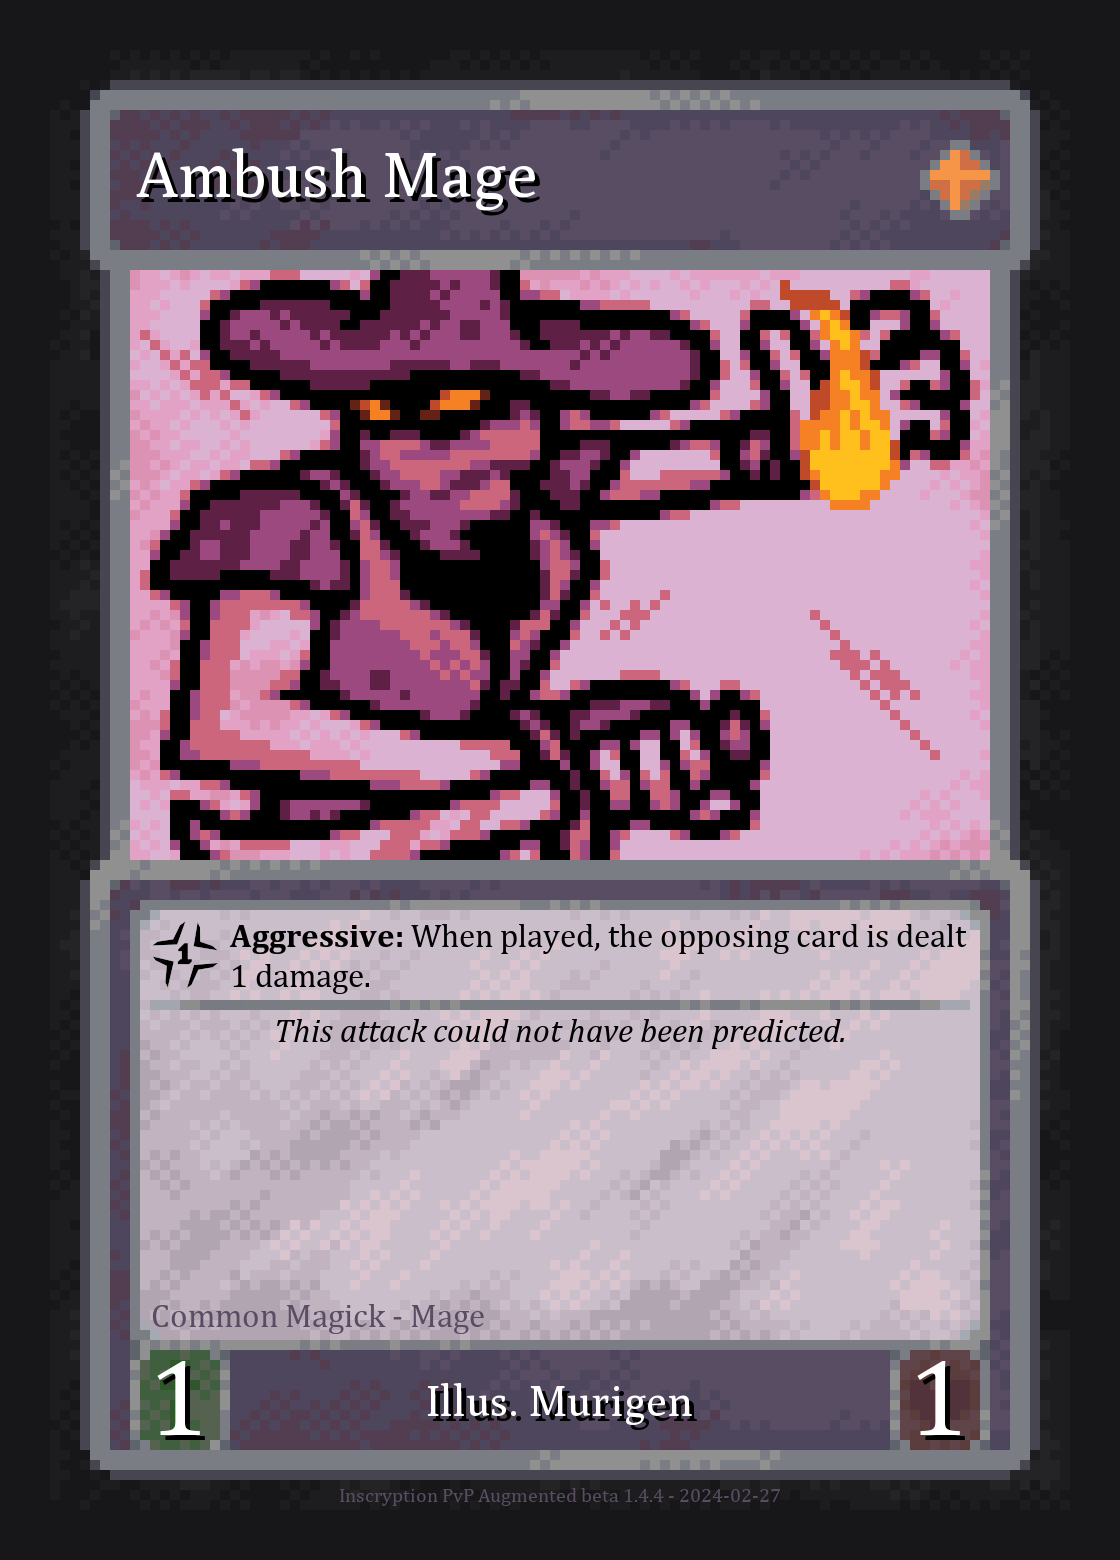 Ambush Mage
1
Aggressive: When played, the opposing card is dealt
1 damage.
This attack could not have been predicted.
Common Magick - Mage
1
Illus. Murigen
1
Inscryption PvP Augmented beta 1.4.4 - 2024-02-27